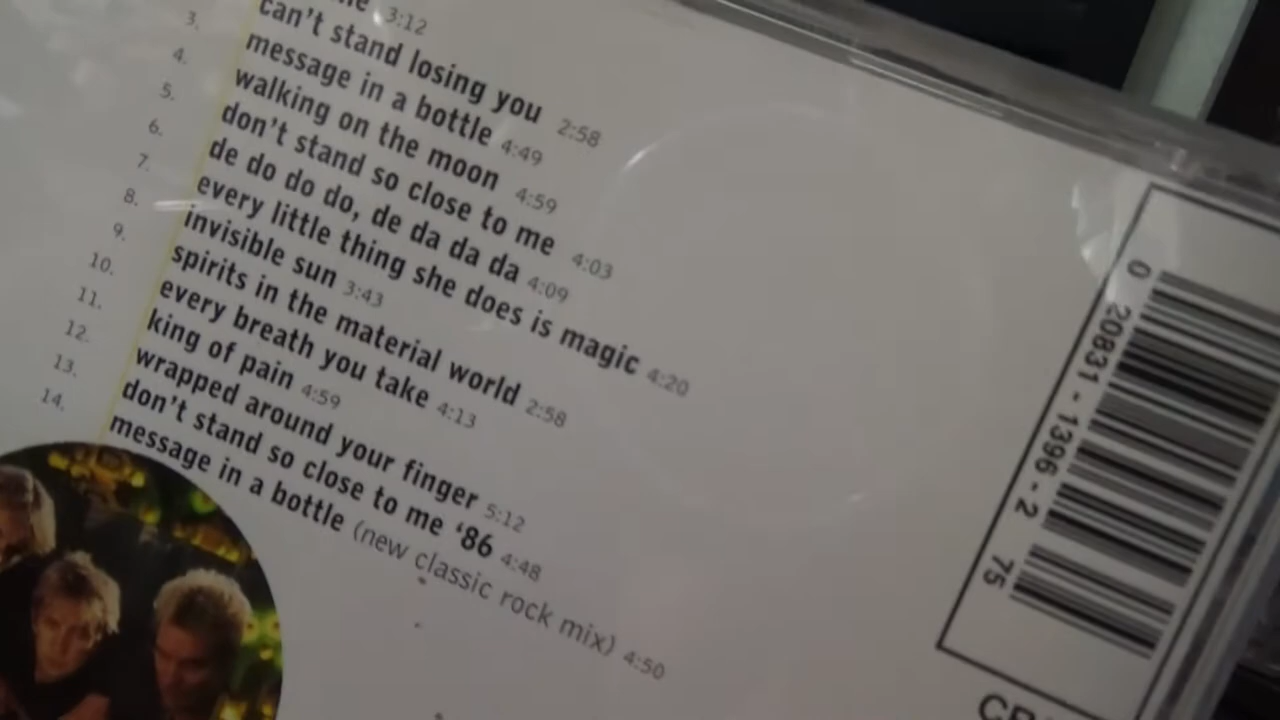 3:12
can't stand losing you 2:58
3. message in a bottle 4:49
4. walking on the moon 4:59
5. don't stand so close to me 4:03
6. de do do do, de da da da 4:09
7. every little thing she does is magic 4:20
8. invisible sun 3:43
9. spirits in the material world 2:58
10. every breath you take 4:13
11. king of pain 4:59
12. wrapped around your finger 5:12
13. don't stand so close to me '86 4:48
14. message in a bottle (new classic rock mix) 4:50
0 20831-1396-2 75